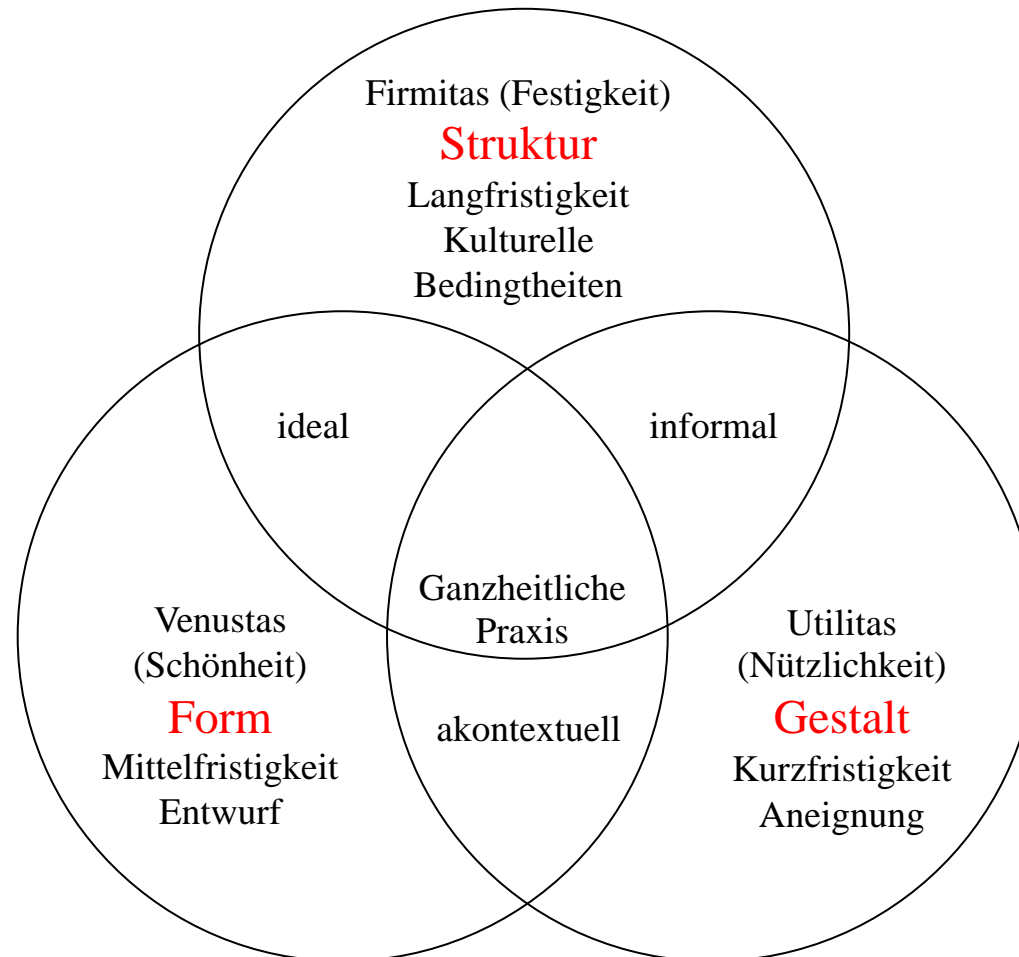 Firmitas (Festigkeit)
Struktur
Langfristigkeit
Kulturelle
Bedingtheiten
ideal
informal
Ganzheitliche
Praxis
Venustas
(Schönheit)
Form
Mittelfristigkeit
Entwurf
akontextuell
Utilitas
(Nützlichkeit)
Gestalt
Kurzfristigkeit
Aneignung